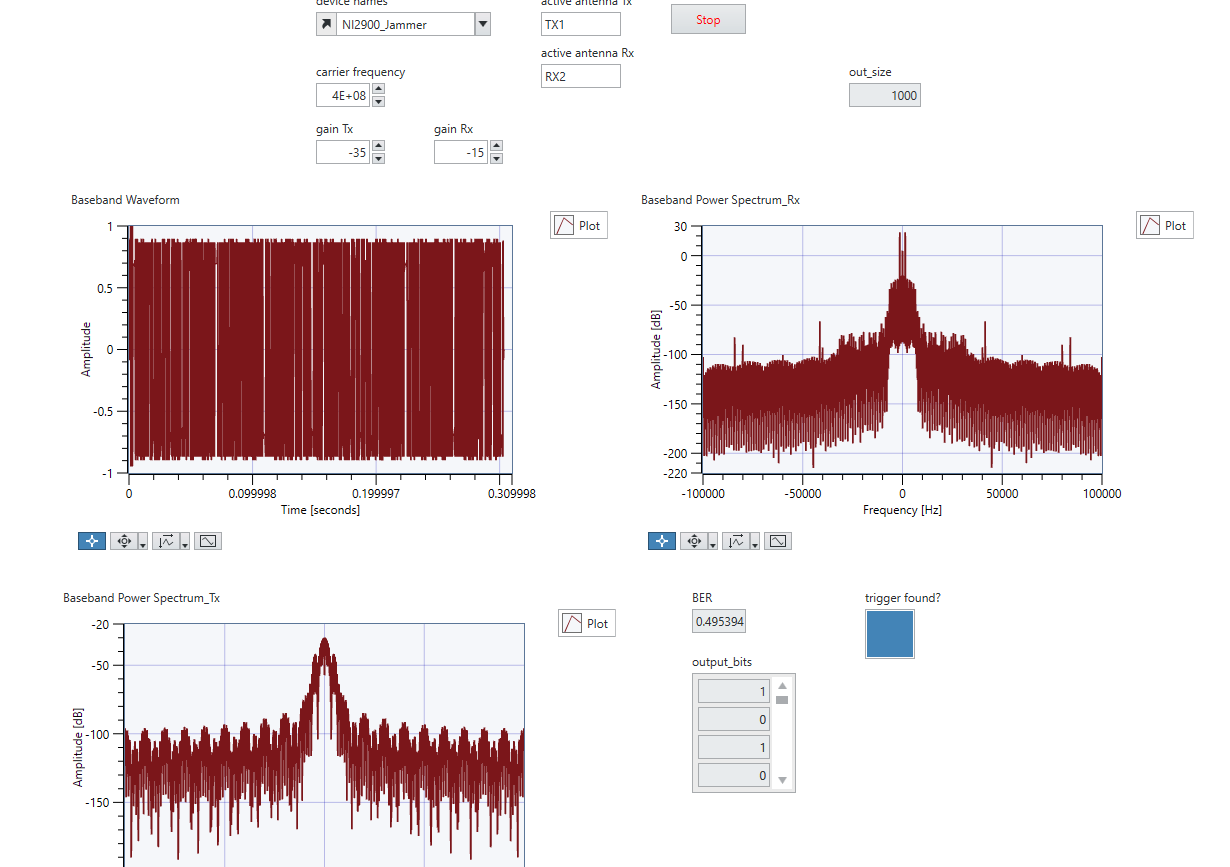 device names
NI2900_Jammer
active antenna Tx
TX1
Stop
active antenna Rx
RX2
carrier frequency
4E+08
out_size
1000
gain Tx
-35
gain Rx
-15
Baseband Waveform
Plot
Amplitude
1
0.5
0
-0.5
-1
0
0.099998
0.199997
0.309998
Time [seconds]
Baseband Power Spectrum_Rx
Plot
Amplitude [dB]
30
0
-50
-100
-150
-200
-220
-100000
-50000
0
50000
100000
Frequency [Hz]
Baseband Power Spectrum_Tx
Plot
Amplitude [dB]
-20
-50
-100
-150
BER
0.495394
trigger found?
output_bits
1
0
1
0